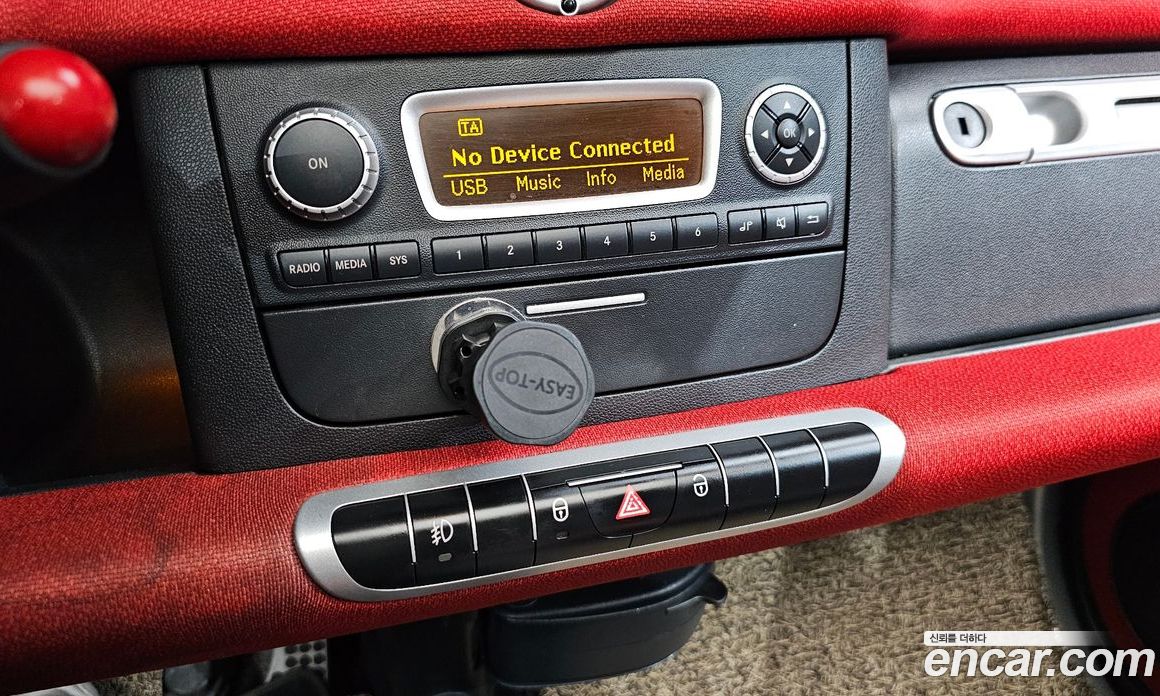 TA
No Device Connected
USB Music Info Media
ON
OK
RADIO MEDIA SYS 1 2 3 4 5 6
EASY-TOP
신뢰를 더하다
encar.com